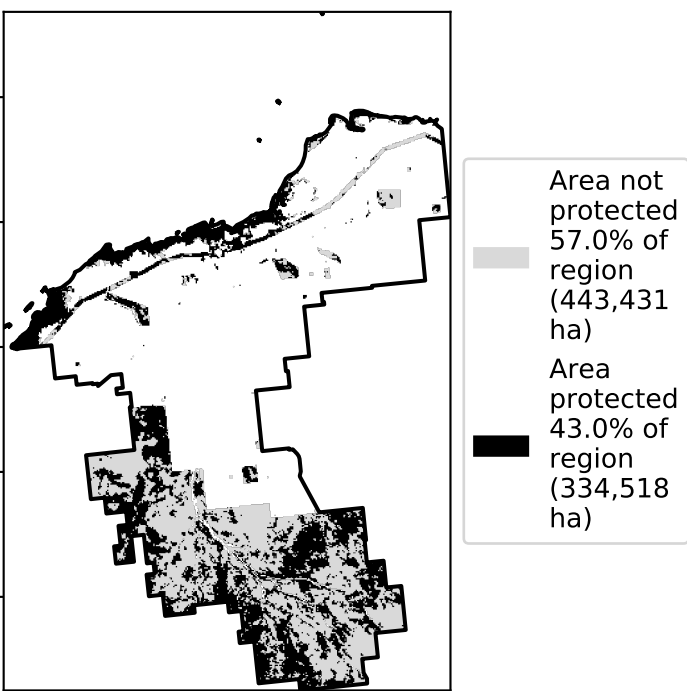 Area not
protected
57.0% of
region
(443,431
ha)
Area
protected
43.0% of
region
(334,518
ha)